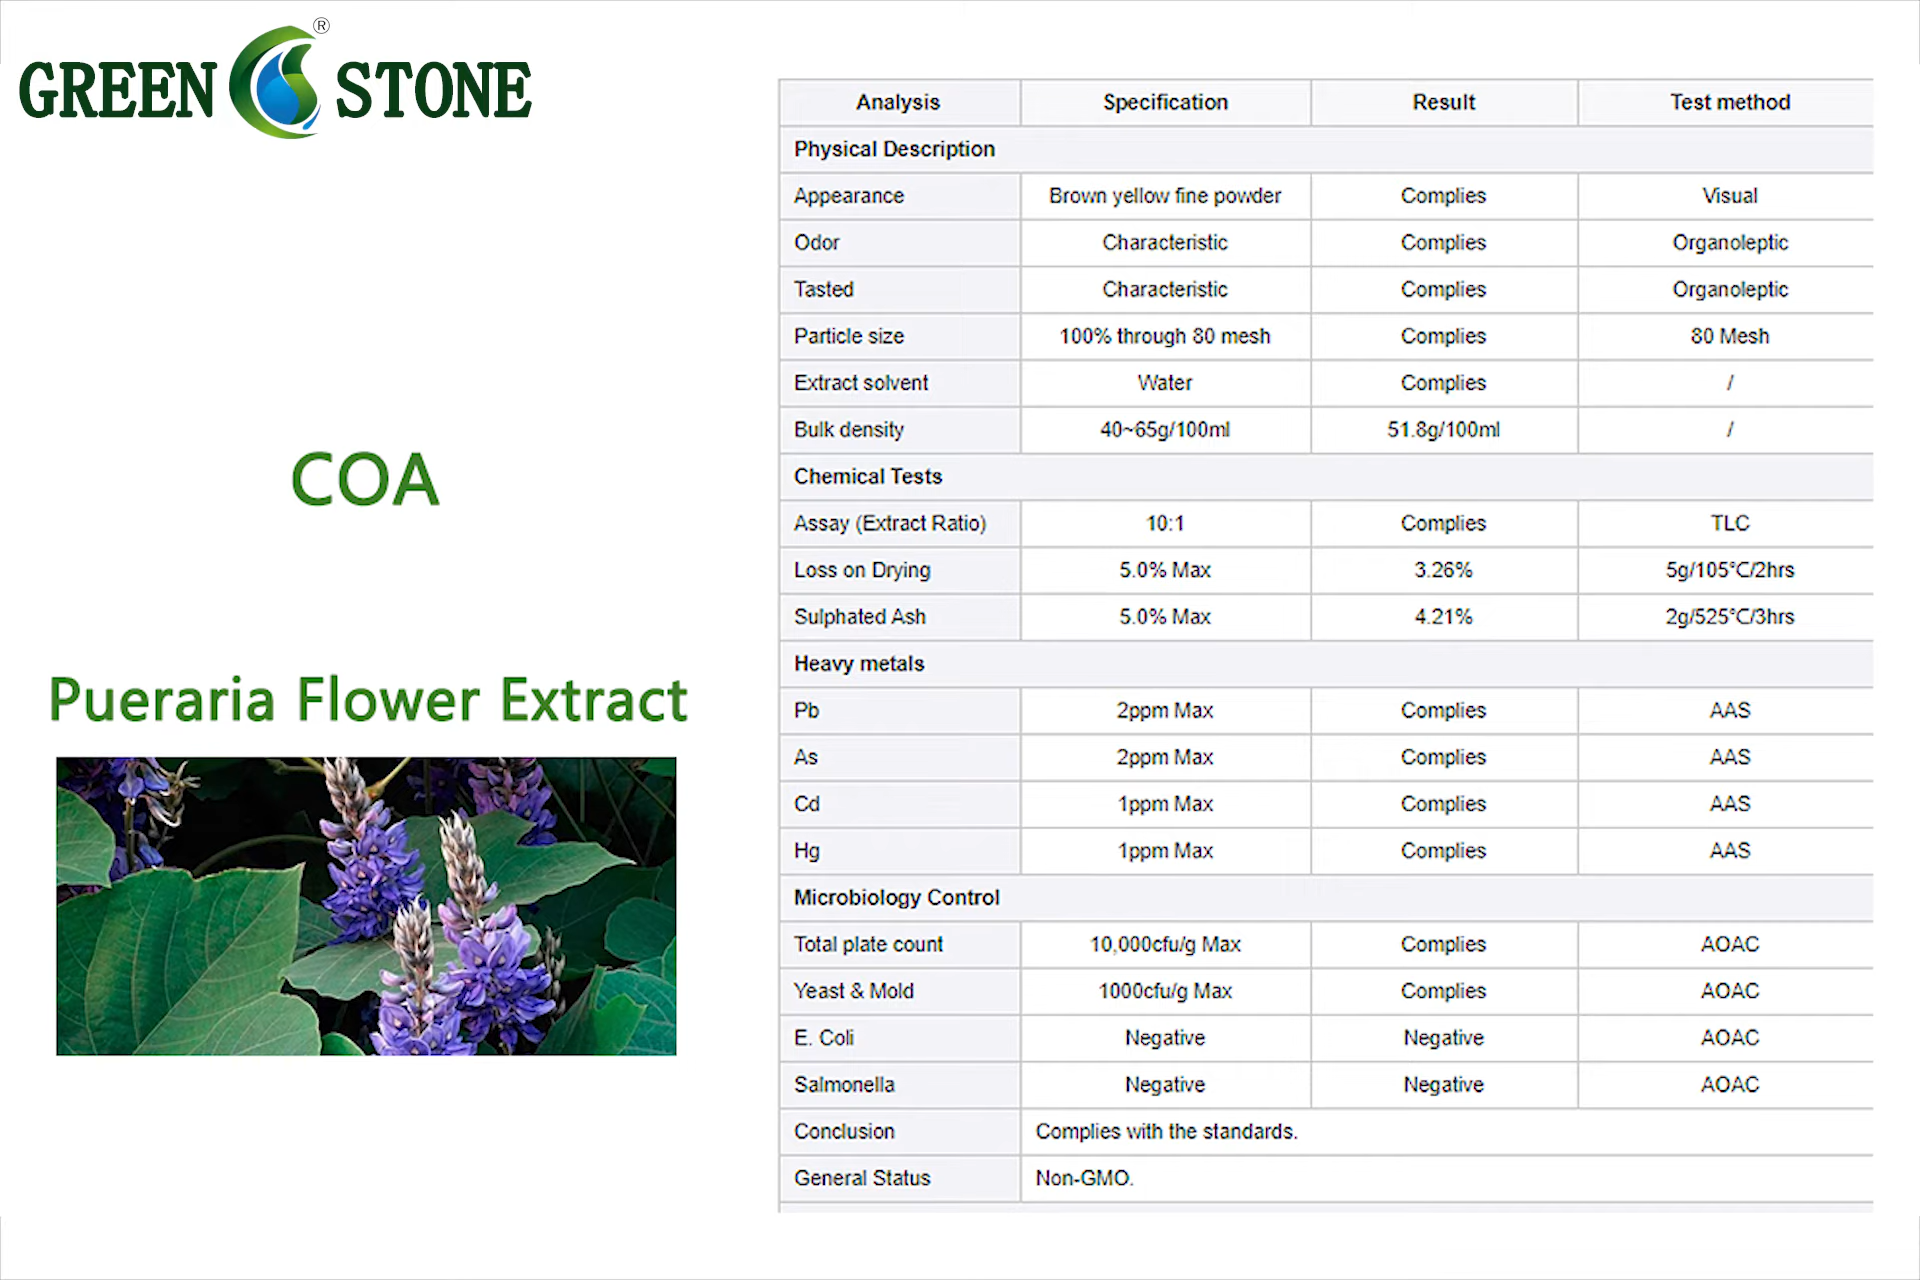 GREEN STONE ®
COA
Pueraria Flower Extract
Analysis Specification Result Test method
Physical Description
Appearance Brown yellow fine powder Complies Visual
Odor Characteristic Complies Organoleptic
Tasted Characteristic Complies Organoleptic
Particle size 100% through 80 mesh Complies 80 Mesh
Extract solvent Water Complies /
Bulk density 40~65g/100ml 51.8g/100ml /
Chemical Tests
Assay (Extract Ratio) 10:1 Complies TLC
Loss on Drying 5.0% Max 3.26% 5g/105℃/2hrs
Sulphated Ash 5.0% Max 4.21% 2g/525℃/3hrs
Heavy metals
Pb 2ppm Max Complies AAS
As 2ppm Max Complies AAS
Cd 1ppm Max Complies AAS
Hg 1ppm Max Complies AAS
Microbiology Control
Total plate count 10,000cfu/g Max Complies AOAC
Yeast & Mold 1000cfu/g Max Complies AOAC
E. Coli Negative Negative AOAC
Salmonella Negative Negative AOAC
Conclusion Complies with the standards.
General Status Non-GMO.